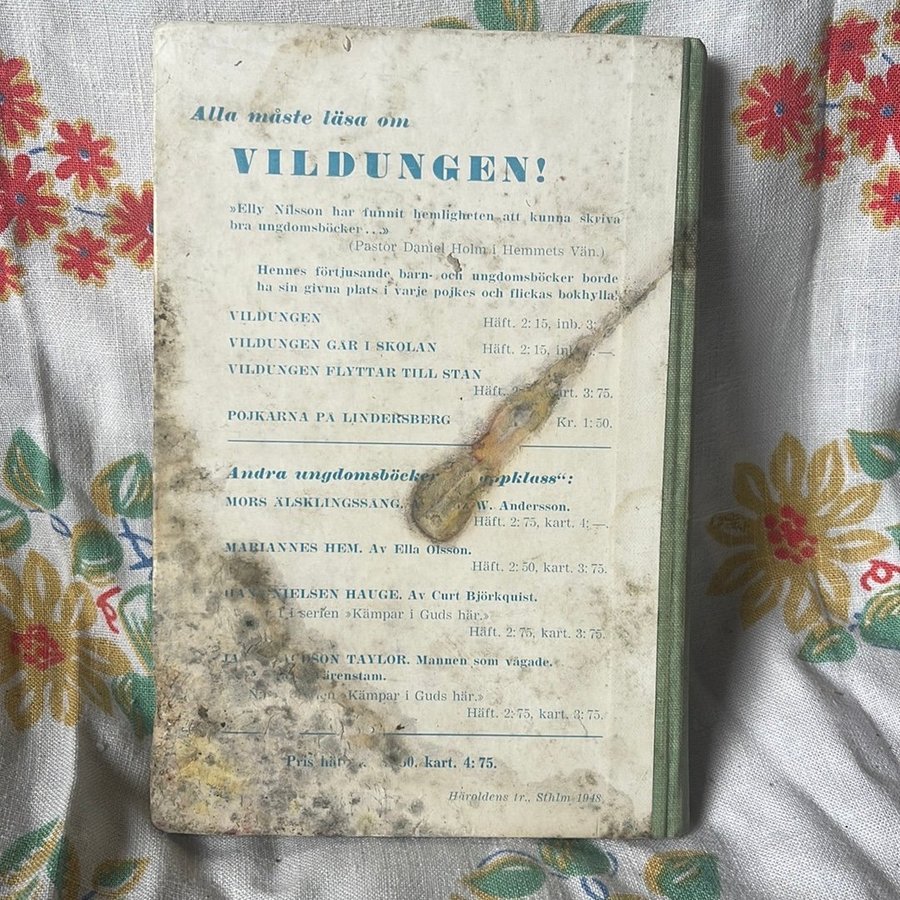 Alla måste läsa om
VILDUNGEN!
»Elly Nilsson har funnit hemligheten att kunna skriva
bra ungdomsböcker...»
(Pastor Daniel Holm i Hemmets Vän.)
Hennes förtjusande barn- och ungdomsböcker borde
ha sin givna plats i varje pojkes och flickas bokhylla!
VILDUNGEN Häft. 2:15, inb. 3:
VILDUNGEN GÅR I SKOLAN Häft. 2:15, —.
VILDUNGEN FLYTTAR TILL STAN
Häft. 3:75.
POJKARNA PÅ LINDERSBERG Kr. 1:50.
Andra ungdomsböcker
MORS ÄLSKLINGSSÅNG. W. Andersson.
Häft. 2:75, kart. 4:—.
MARIANNES HEM. Av Ella Olsson.
Häft. 2:50, kart. 3:75.
NIELSEN HAUGE. Av Curt Björkquist.
i serien »Kämpar i Guds här.»
Häft. 2:75, kart. 3:75.
TAYLOR. Mannen som vågade.
»Kämpar i Guds här.»
Häft. 2:75, kart. 3:75.
Pris kart. 4:75.
Häroldens tr., Sthlm 1948